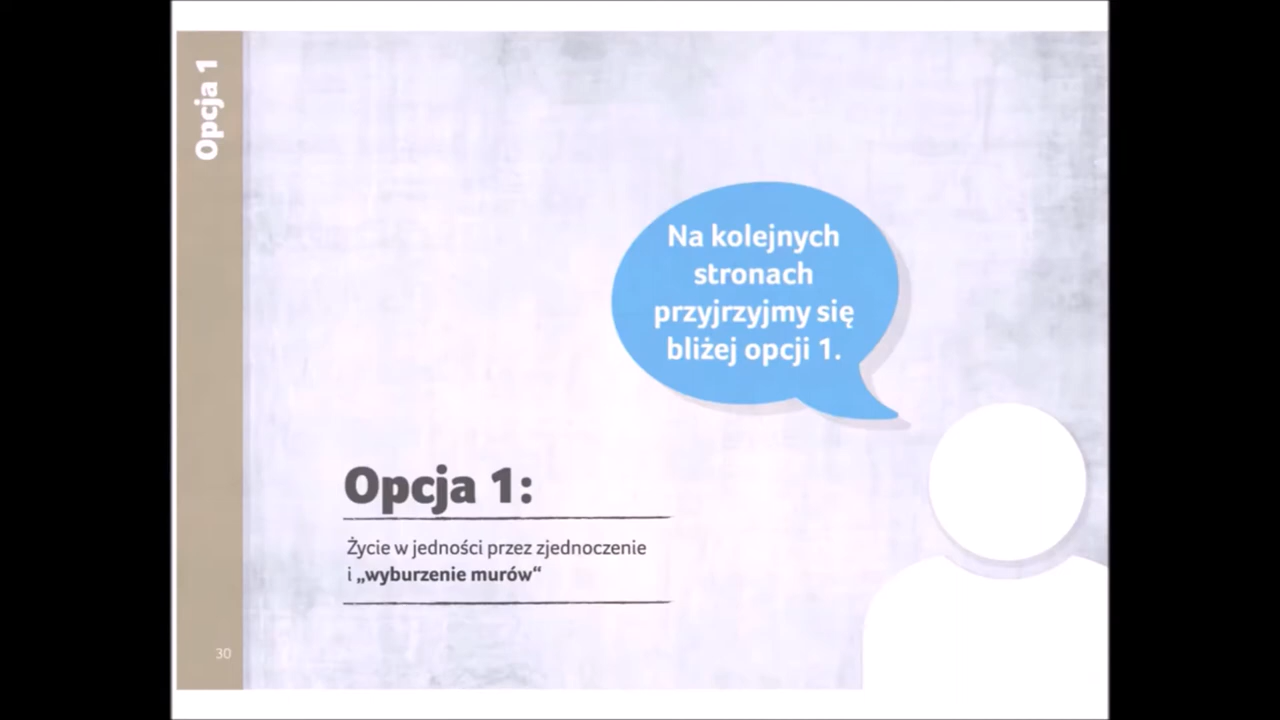 Opcja 1
Na kolejnych
stronach
przyjrzyjmy się
bliżej opcji 1.
Opcja 1:
Życie w jedności przez zjednoczenie
i „wyburzenie murów“
30